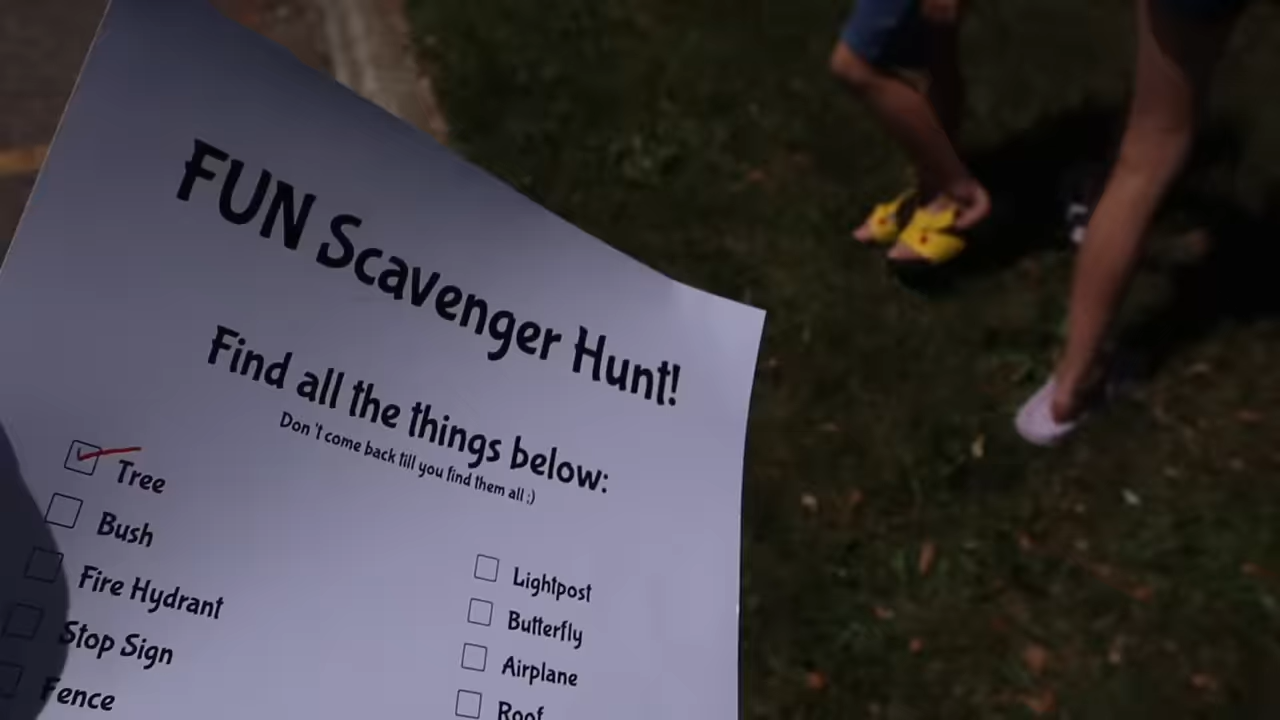 FUN Scavenger Hunt!
Find all the things below:
Don't come back till you find them all :)
Tree
Bush
Fire Hydrant
Stop Sign
Fence
Lightpost
Butterfly
Airplane
Roof